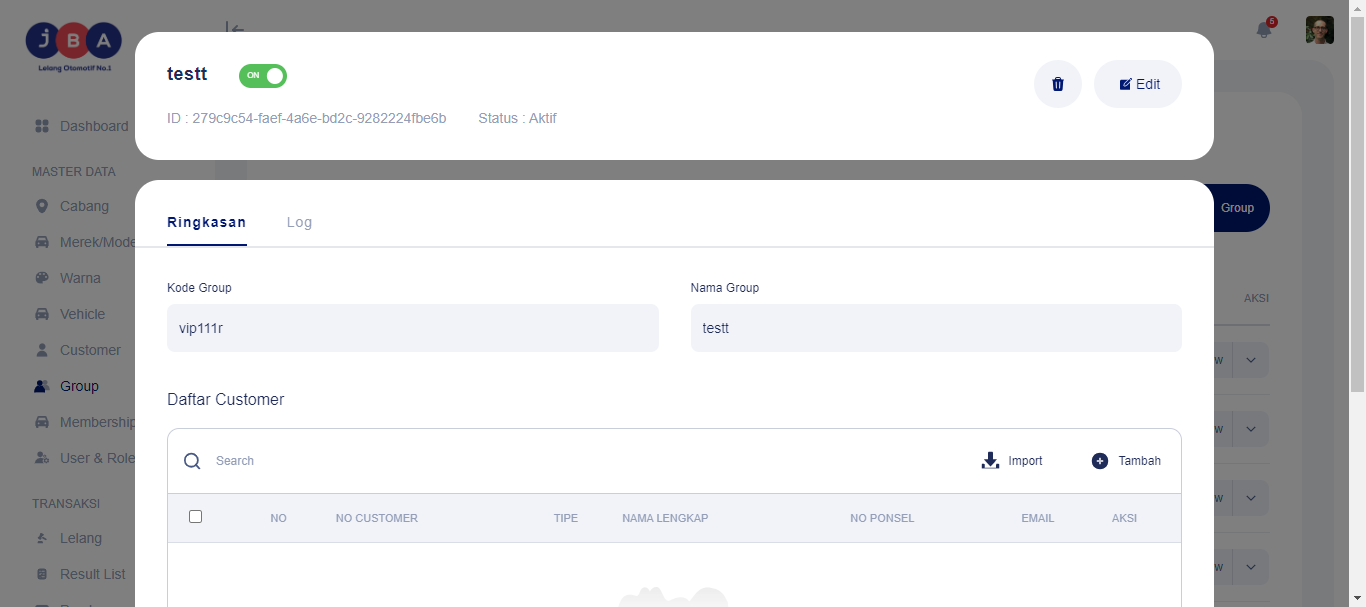 JBA
Lelang Otomotif No.1
5
testt
ON
Edit
ID : 279c9c54-faef-4a6e-bd2c-9282224fbe6b
Status : Aktif
Dashboard
MASTER DATA
Cabang
Merek/Mode
Warna
Vehicle
Customer
Group
Membership
User & Role
TRANSAKSI
Lelang
Result List
Ringkasan
Log
Group
Kode Group
Nama Group
vip111r
testt
AKSI
w
w
w
w
Daftar Customer
Search
Import
Tambah
NO
NO CUSTOMER
TIPE
NAMA LENGKAP
NO PONSEL
EMAIL
AKSI